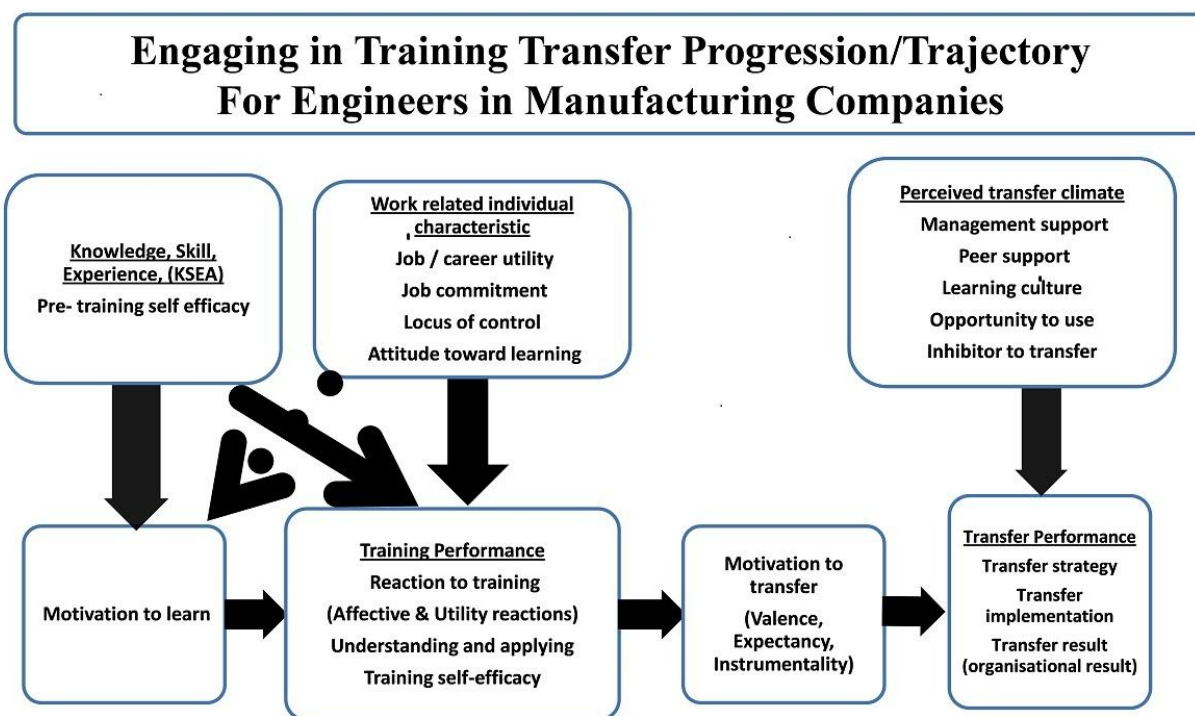 Engaging in Training Transfer Progression/Trajectory
For Engineers in Manufacturing Companies
Knowledge, Skill,
Experience, (KSEA)
Pre- training self efficacy
Work related individual
characteristic
Job / career utility
Job commitment
Locus of control
Attitude toward learning
Perceived transfer climate
Management support
Peer support
Learning culture
Opportunity to use
Inhibitor to transfer
Motivation to learn
Training Performance
Reaction to training
(Affective & Utility reactions)
Understanding and applying
Training self-efficacy
Motivation to
transfer
(Valence,
Expectancy,
Instrumentality)
Transfer Performance
Transfer strategy
Transfer
implementation
Transfer result
(organisational result)